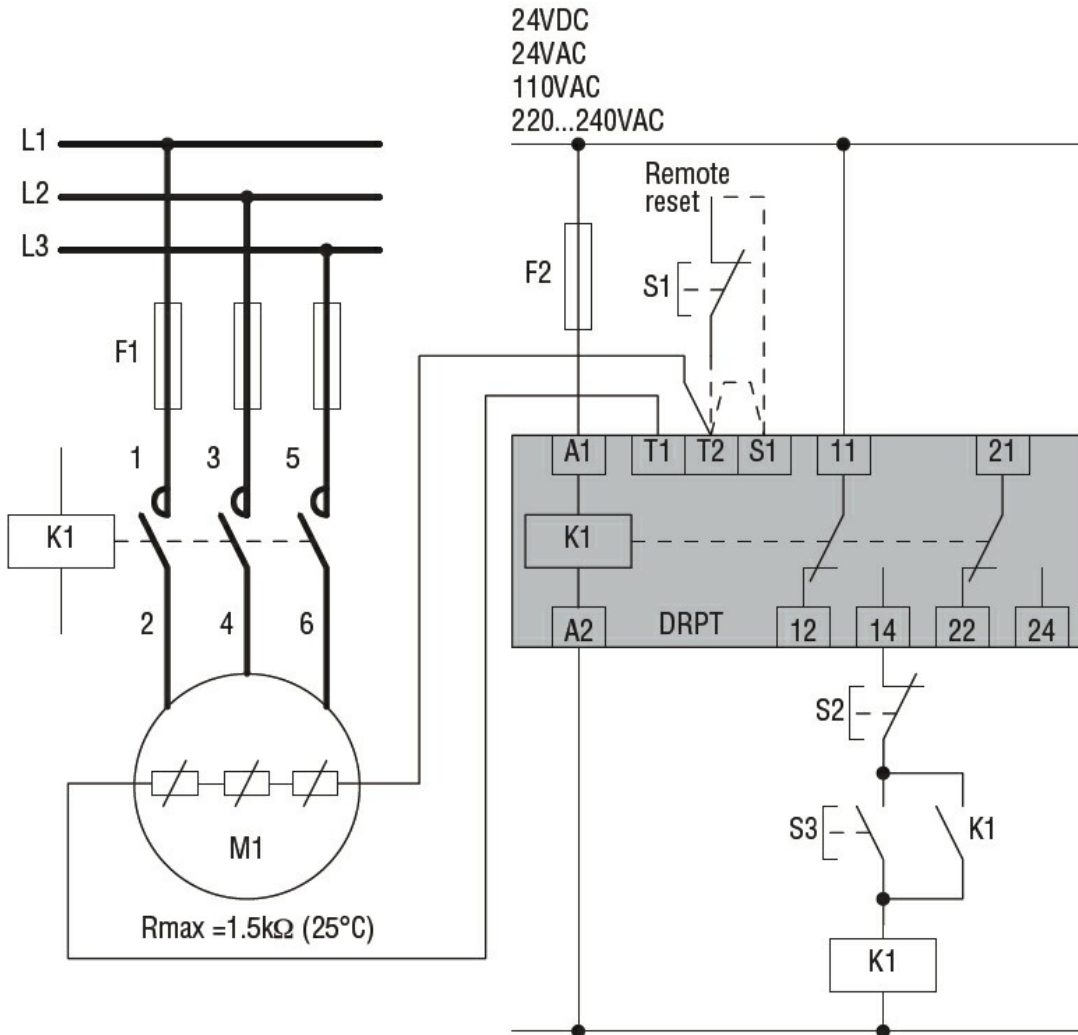 24VDC
24VAC
110VAC
220...240VAC
L1
L2
L3
Remote
reset
F2
S1
F1
1 3 5
A1 T1 T2 S1 11 21
K1
K1
2 4 6
A2 DRPT 12 14 22 24
S2
S3 K1
M1
Rmax =1.5kΩ (25°C)
K1